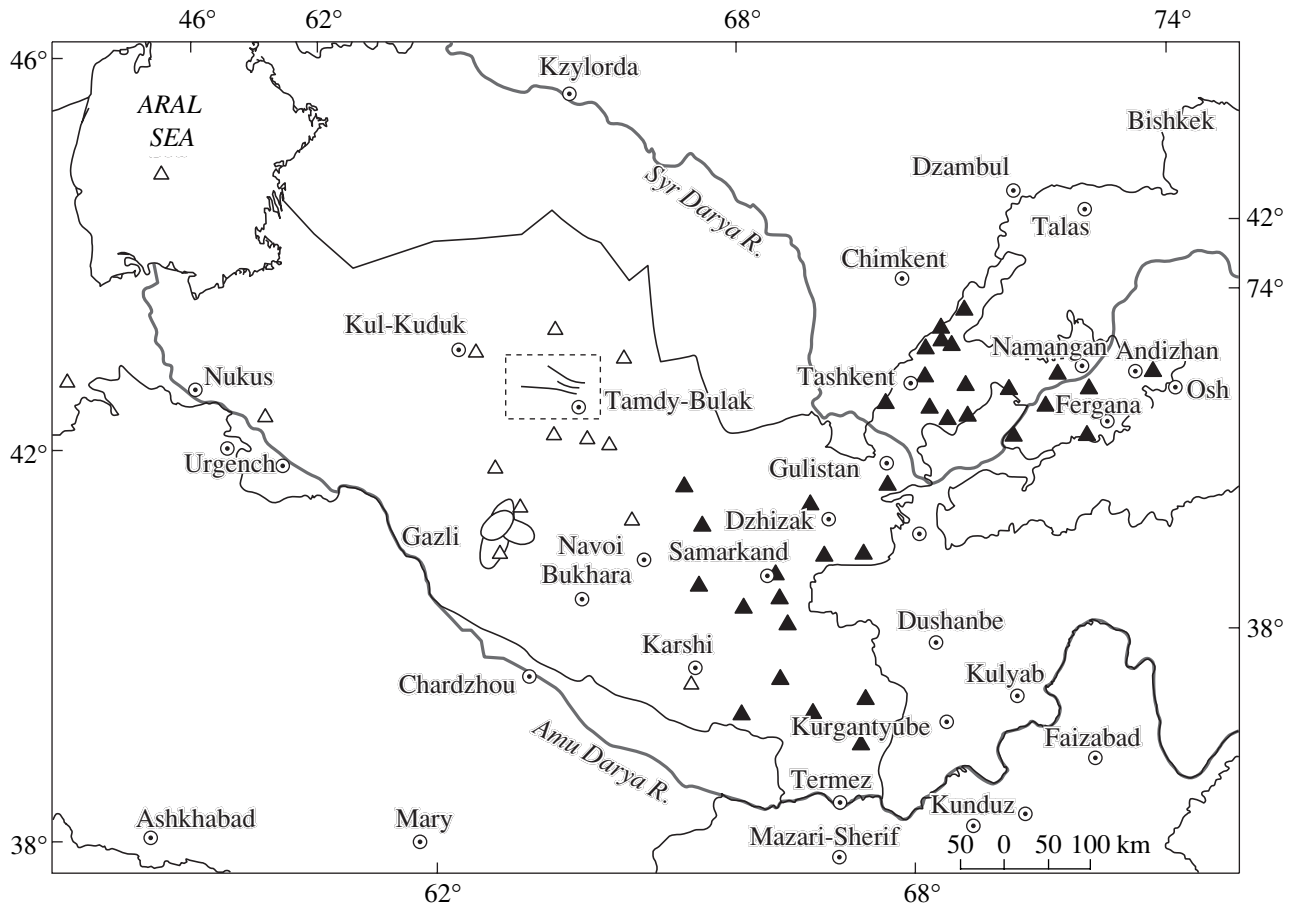 46° 62° 68° 74°
46°
Kzylorda
ARAL
SEA
Bishkek
Dzambul
Syr Darya R.
42°
Talas
Chimkent
74°
Kul-Kuduk
Namangan Andizhan
Nukus
Tashkent
Osh
Tamdy-Bulak
Fergana
42°
Urgench
Gulistan
Dzhizak
Gazli
Navoi
Samarkand
Bukhara
Dushanbe
38°
Karshi
Kulyab
Chardzhou
Kurgantyube
Faizabad
Amu Darya R.
Termez
Kunduz
Ashkhabad
Mary
Mazari-Sherif
38°
50 0 50 100 km
62° 68°